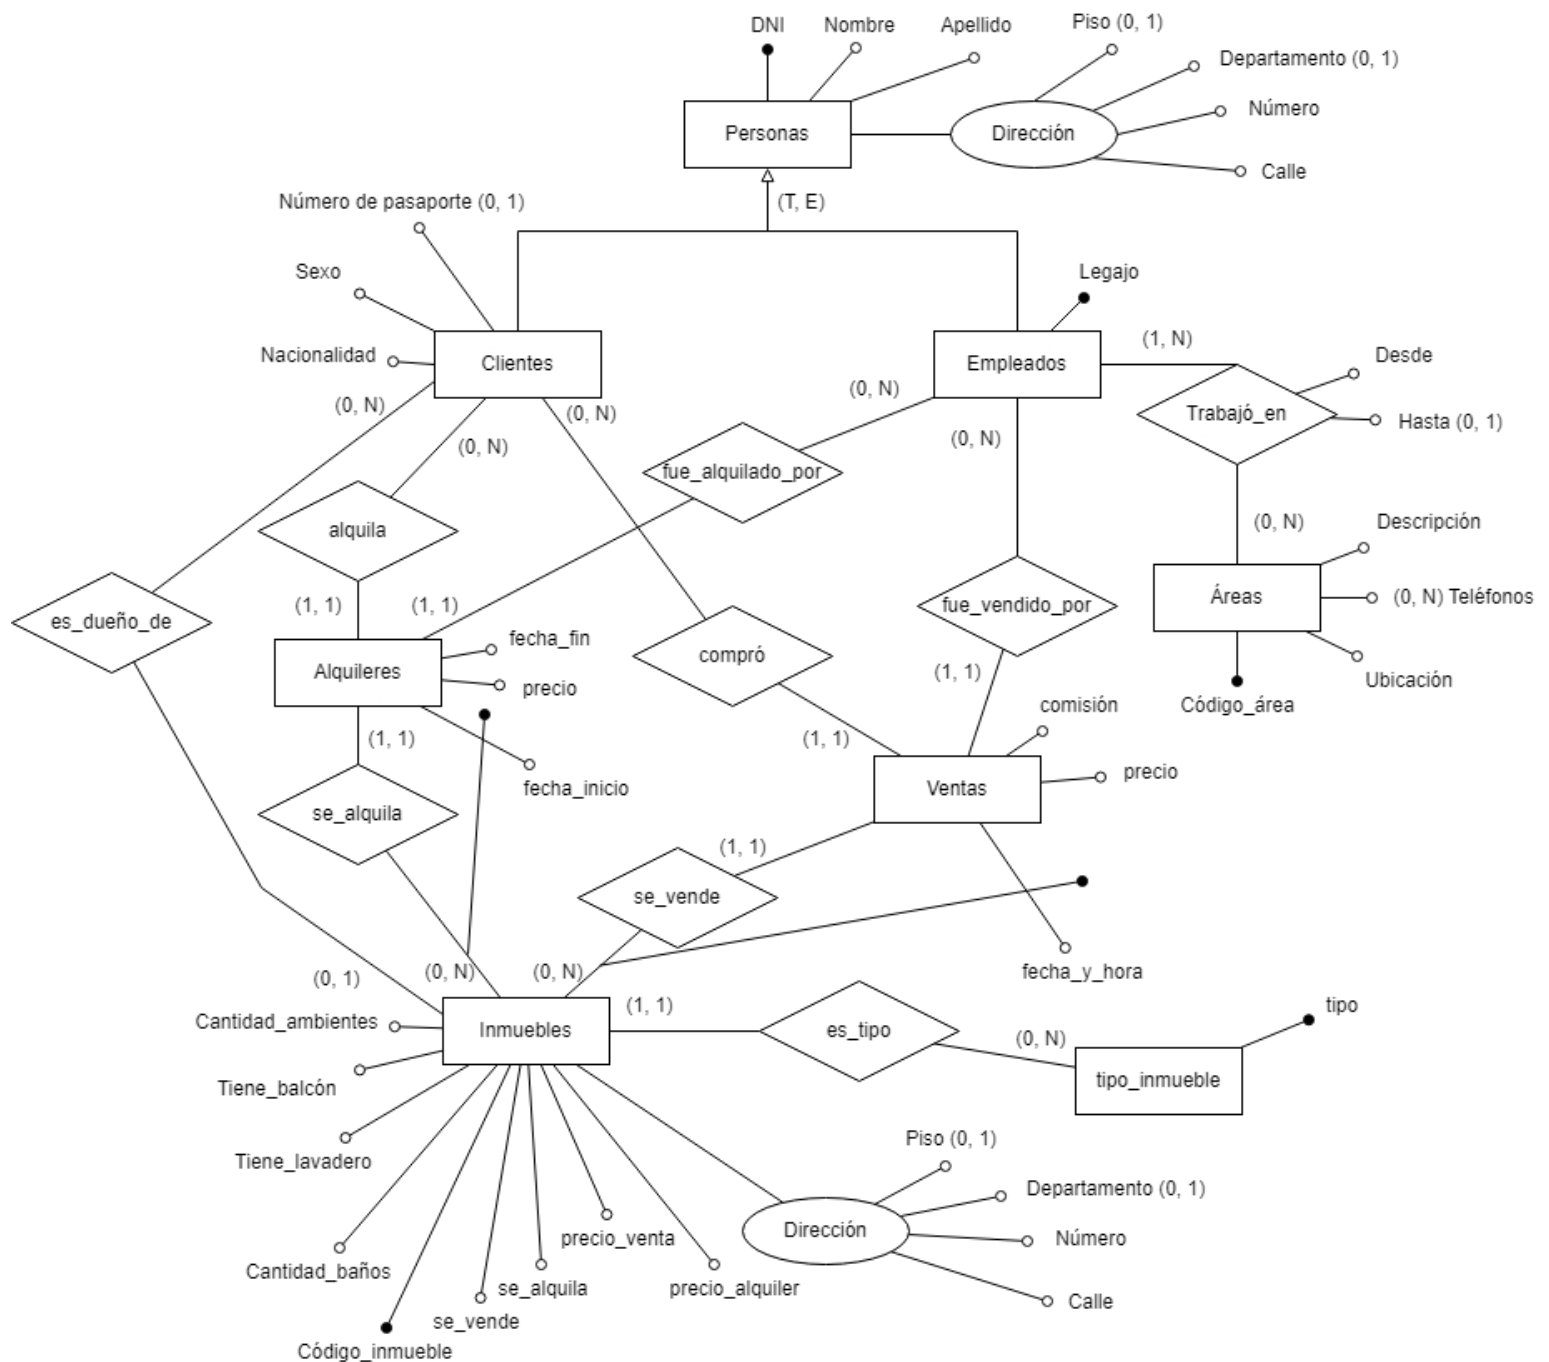 DNI
Nombre
Apellido
Piso (0, 1)
Departamento (0, 1)
Número
Calle
Personas
Dirección
(T, E)
Número de pasaporte (0, 1)
Sexo
Nacionalidad
Clientes
Legajo
Empleados
(1, N)
Desde
Hasta (0, 1)
Trabajó_en
(0, N)
(0, N)
(0, N)
(0, N)
(0, N)
fue_alquilado_por
alquila
(0, N)
Descripción
(0, N) Teléfonos
Áreas
Ubicación
Código_área
es_dueño_de
(1, 1)
(1, 1)
fue_vendido_por
compró
fecha_fin
precio
Alquileres
fecha_inicio
(1, 1)
(1, 1)
(1, 1)
comisión
precio
Ventas
se_alquila
(1, 1)
se_vende
fecha_y_hora
(0, 1)
(0, N)
(0, N)
(1, 1)
Cantidad_ambientes
Inmuebles
es_tipo
(0, N)
tipo
tipo_inmueble
Tiene_balcón
Tiene_lavadero
Cantidad_baños
Código_inmueble
se_vende
se_alquila
precio_venta
precio_alquiler
Dirección
Piso (0, 1)
Departamento (0, 1)
Número
Calle